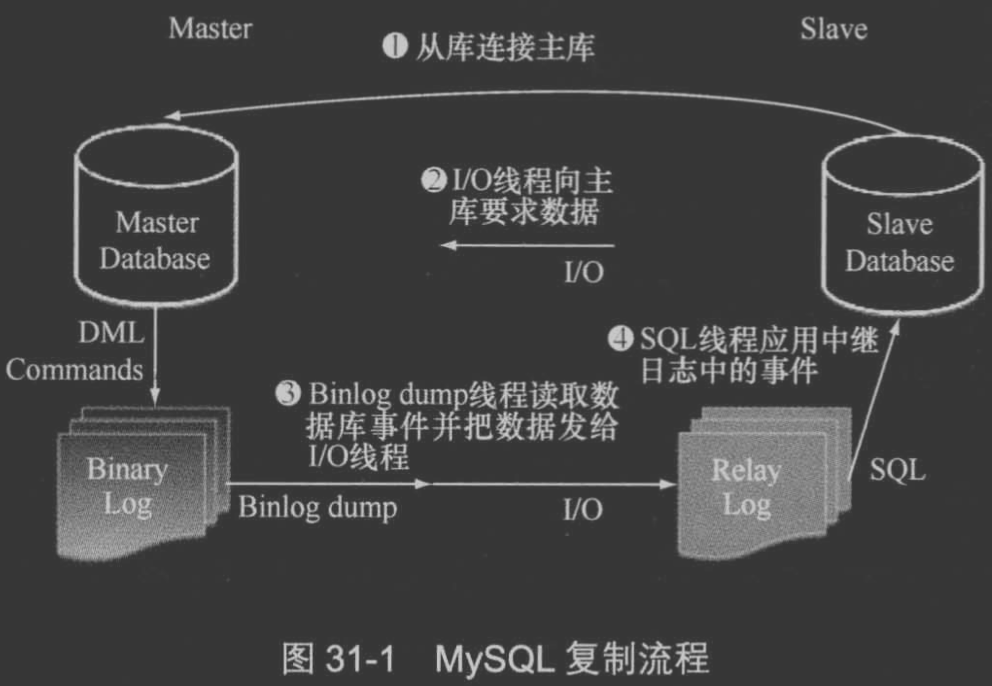 Master
Slave
❶ 从库连接主库
❷ I/O线程向主
库要求数据
I/O
Master
Database
Slave
Database
DML
Commands
❹ SQL线程应用中继
日志中的事件
❸ Binlog dump线程读取数
据库事件并把数据发给
I/O线程
Binary
Log
Binlog dump
I/O
Relay
Log
SQL
图 31-1 MySQL 复制流程